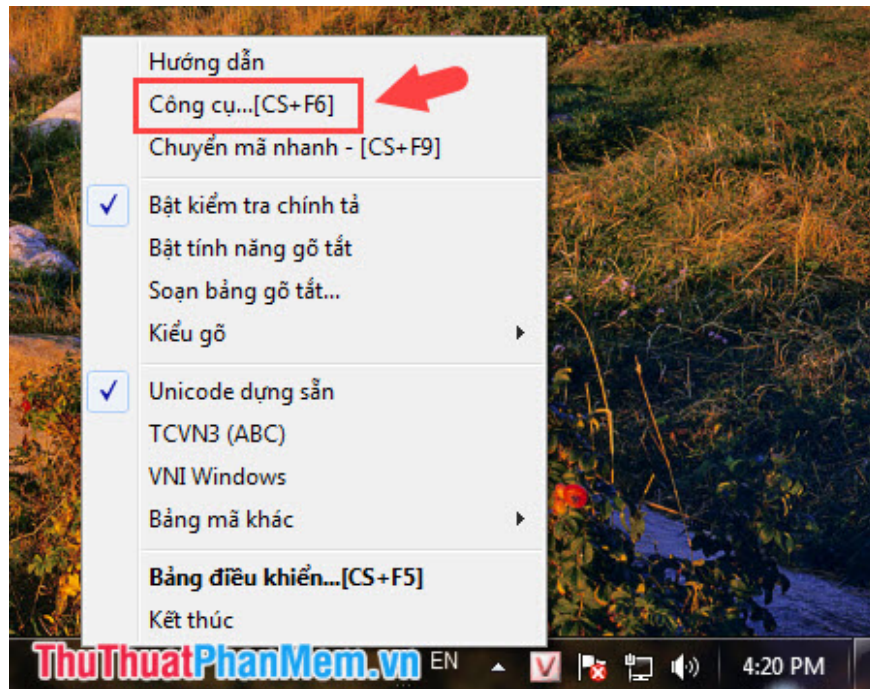 Hướng dẫn
Công cụ...[CS+F6]
Chuyển mã nhanh - [CS+F9]
Bật kiểm tra chính tả
Bật tính năng gõ tắt
Soạn bảng gõ tắt...
Kiểu gõ
Unicode dựng sẵn
TCVN3 (ABC)
VNI Windows
Bảng mã khác
Bảng điều khiển...[CS+F5]
Kết thúc
ThuThuatPhanMem.vn EN V 4:20 PM